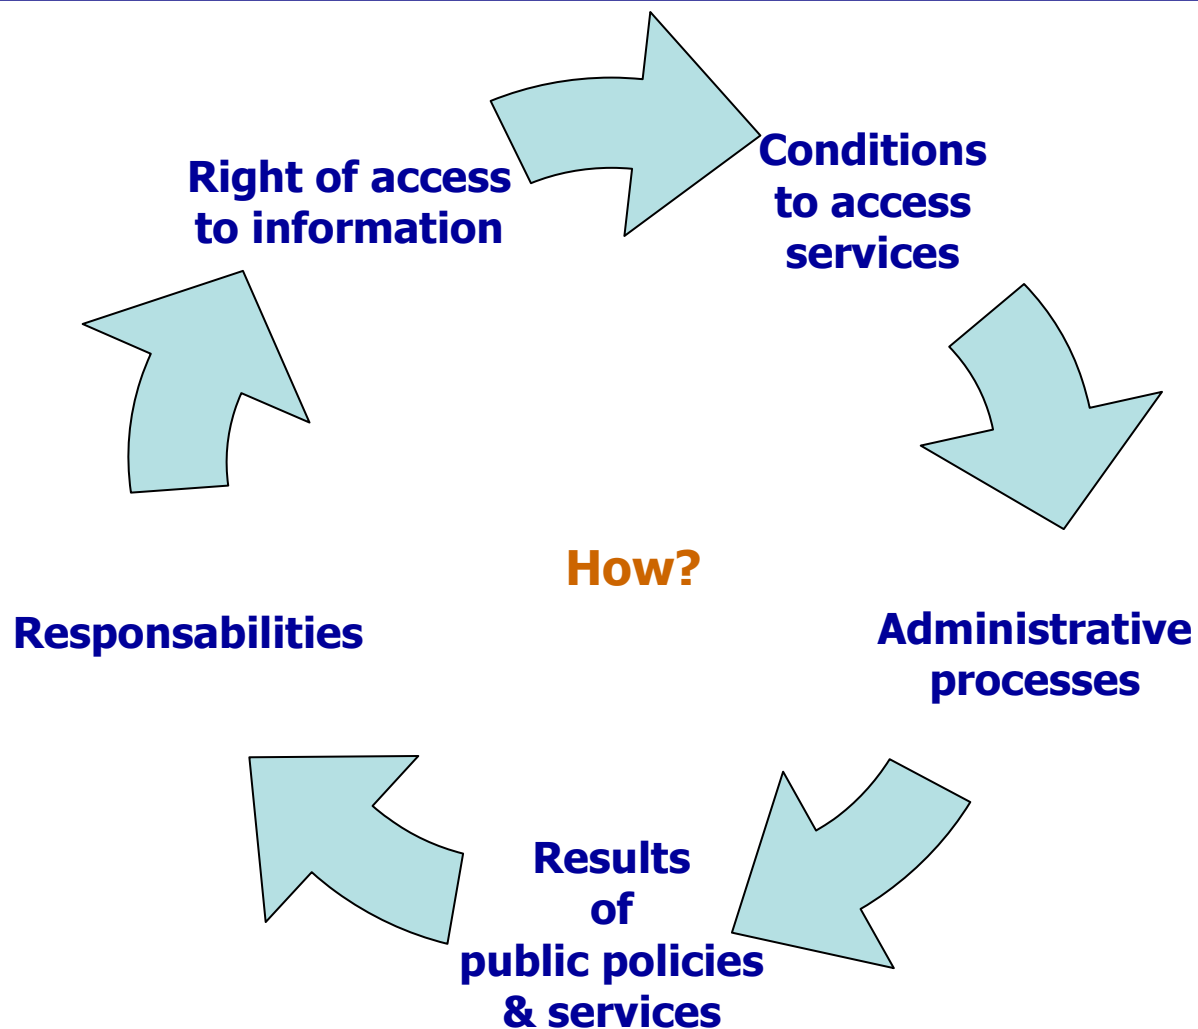 Right of access
to information
Conditions
to access
services
How?
Responsabilities
Administrative
processes
Results
of
public policies
& services